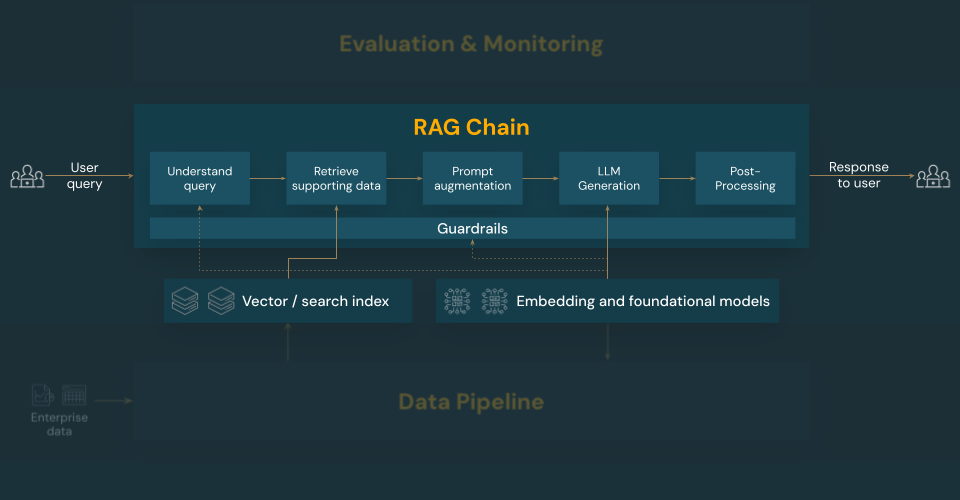 Evaluation & Monitoring
RAG Chain
User
query
Understand
query
Retrieve
supporting data
Prompt
augmentation
LLM
Generation
Post-
Processing
Response
to user
Guardrails
Vector / search index
Embedding and foundational models
Data Pipeline
Enterprise
data